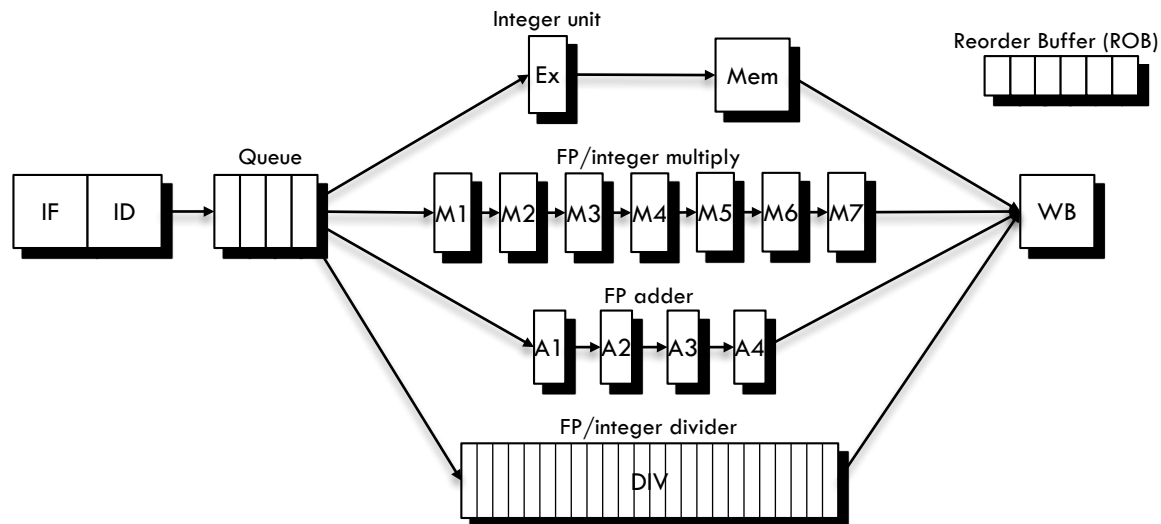 Integer unit
Reorder Buffer (ROB)
Ex
Mem
Queue
FP/integer multiply
IF ID
M1 M2 M3 M4 M5 M6 M7
WB
FP adder
A1 A2 A3 A4
FP/integer divider
DIV